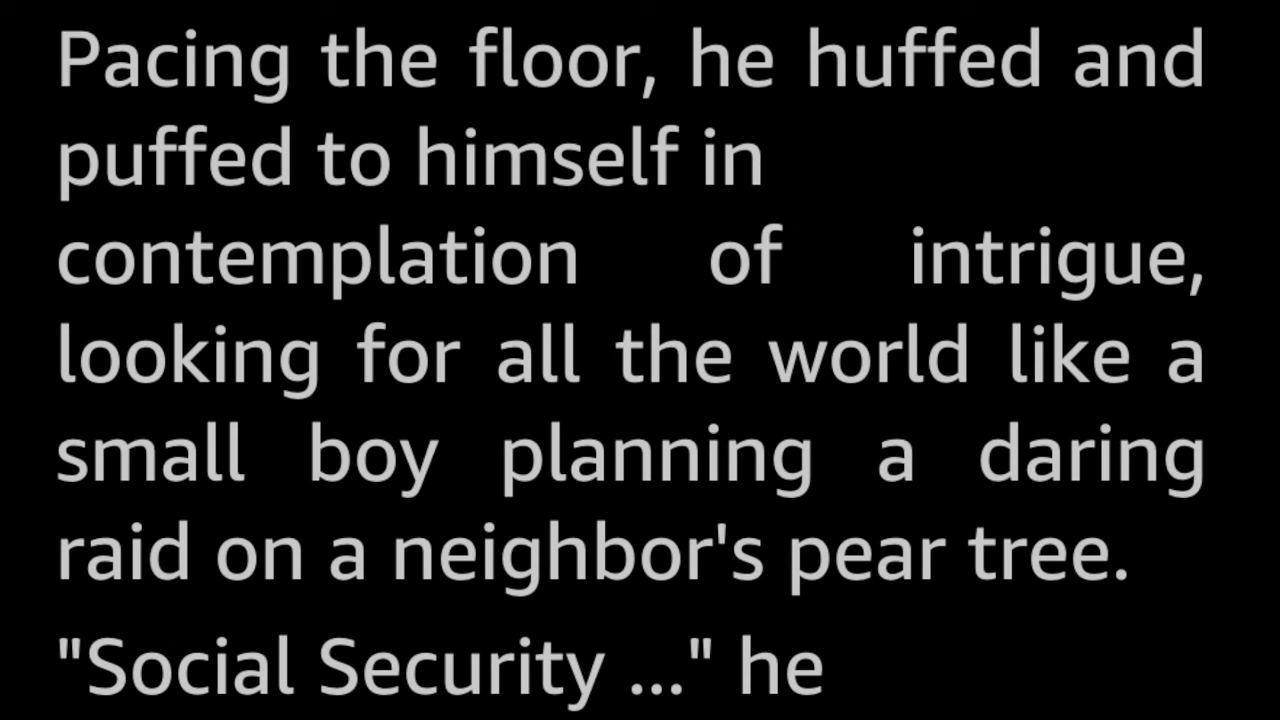 Pacing the floor, he huffed and
puffed to himself in
contemplation of intrigue,
looking for all the world like a
small boy planning a daring
raid on a neighbor's pear tree.
"Social Security ..." he